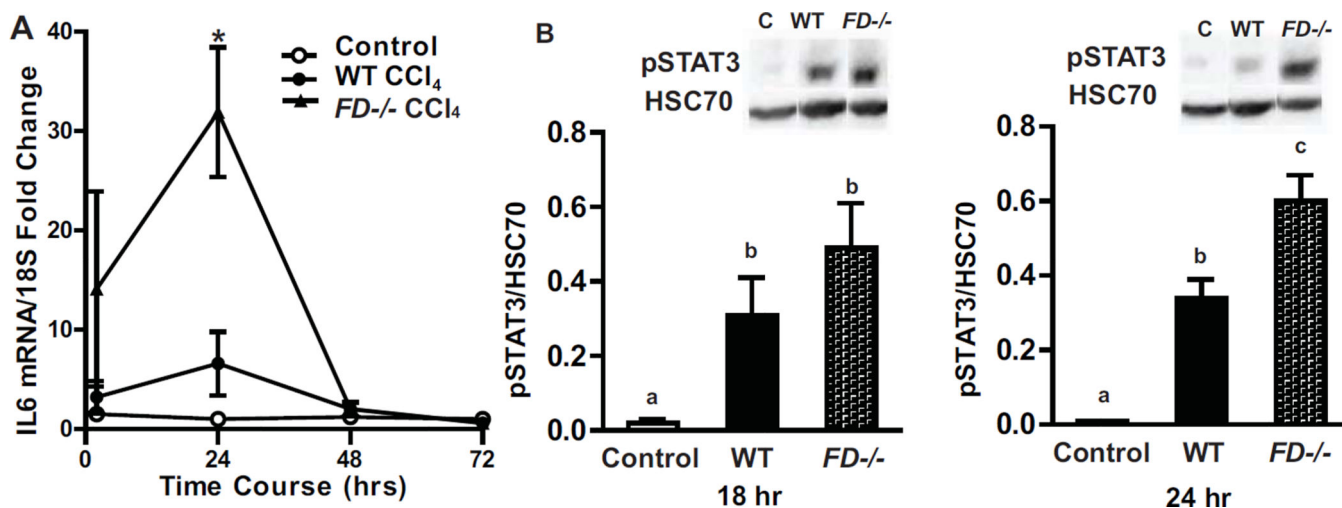 A
IL6 mRNA/18S Fold Change
40
30
20
10
0
*
Control
WT CCl₄
FD-/- CCl₄
0 24 48 72
Time Course (hrs)
B
C WT FD-/-
pSTAT3
HSC70
pSTAT3/HSC70
0.8
0.6
0.4
0.2
0.0
a
b
b
Control WT FD-/-
18 hr
C WT FD-/-
pSTAT3
HSC70
pSTAT3/HSC70
0.8
0.6
0.4
0.2
0.0
a
b
c
Control WT FD-/-
24 hr